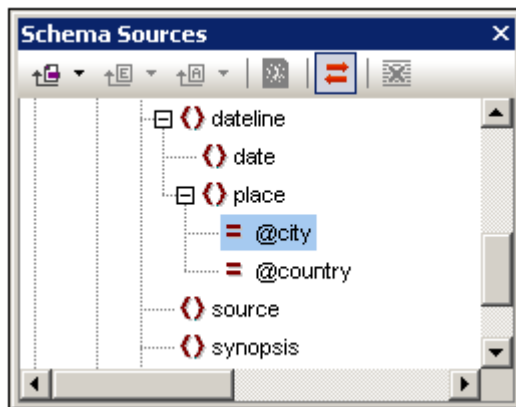 Schema Sources
E A
dateline
date
place
= @city
= @country
source
synopsis